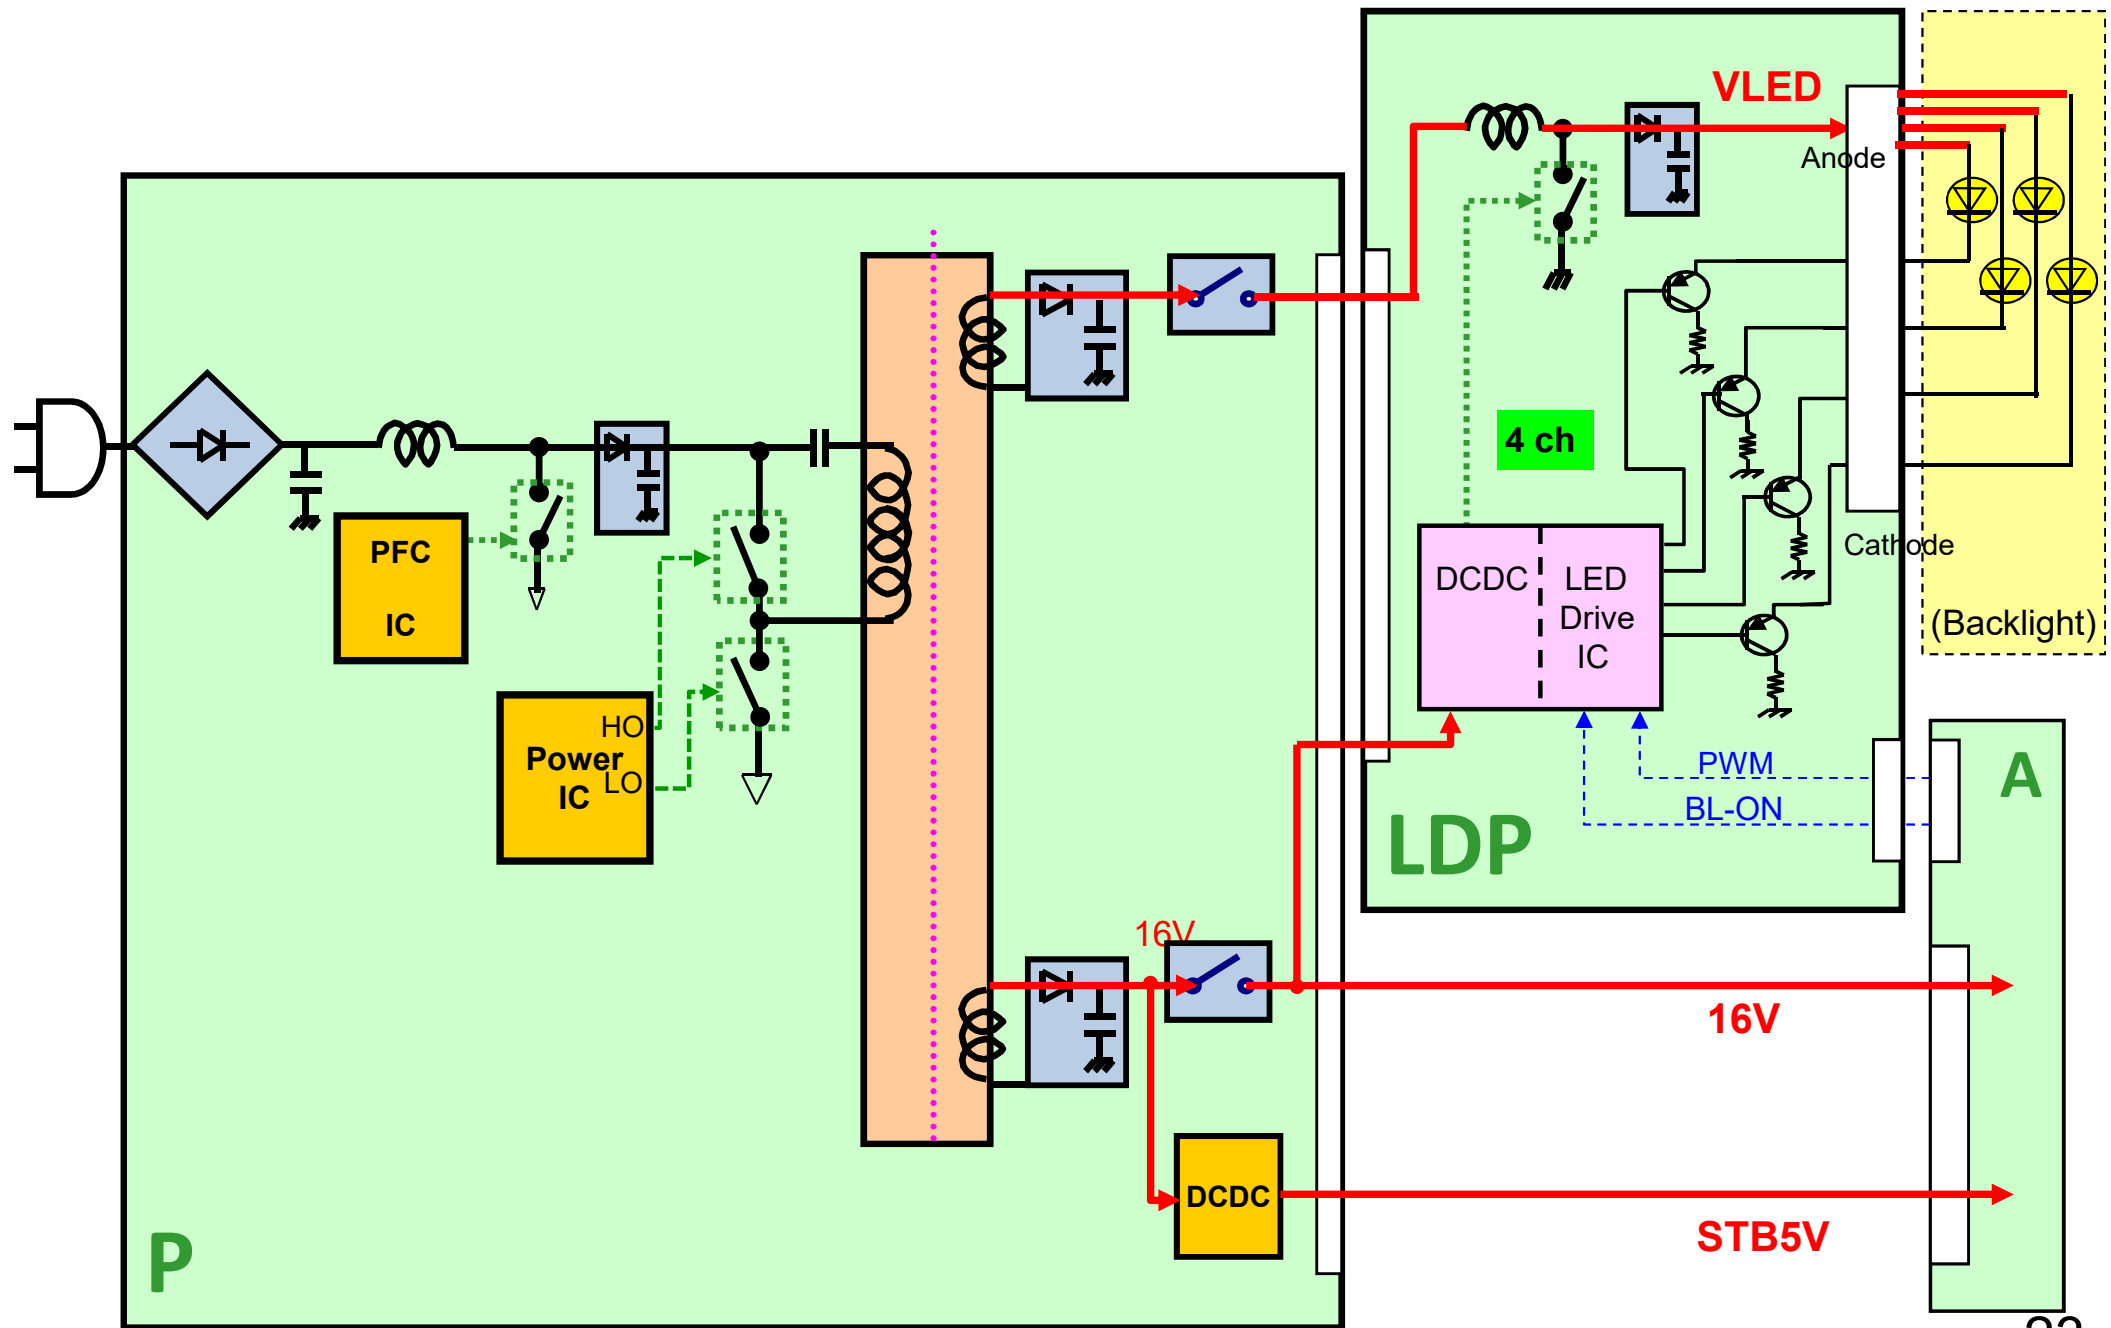 VLED
Anode
4 ch
PFC
IC
DCDC
LED
Drive
IC
Cathode
(Backlight)
HO
Power
LO
IC
PWM
BL-ON
A
LDP
16V
16V
DCDC
STB5V
P